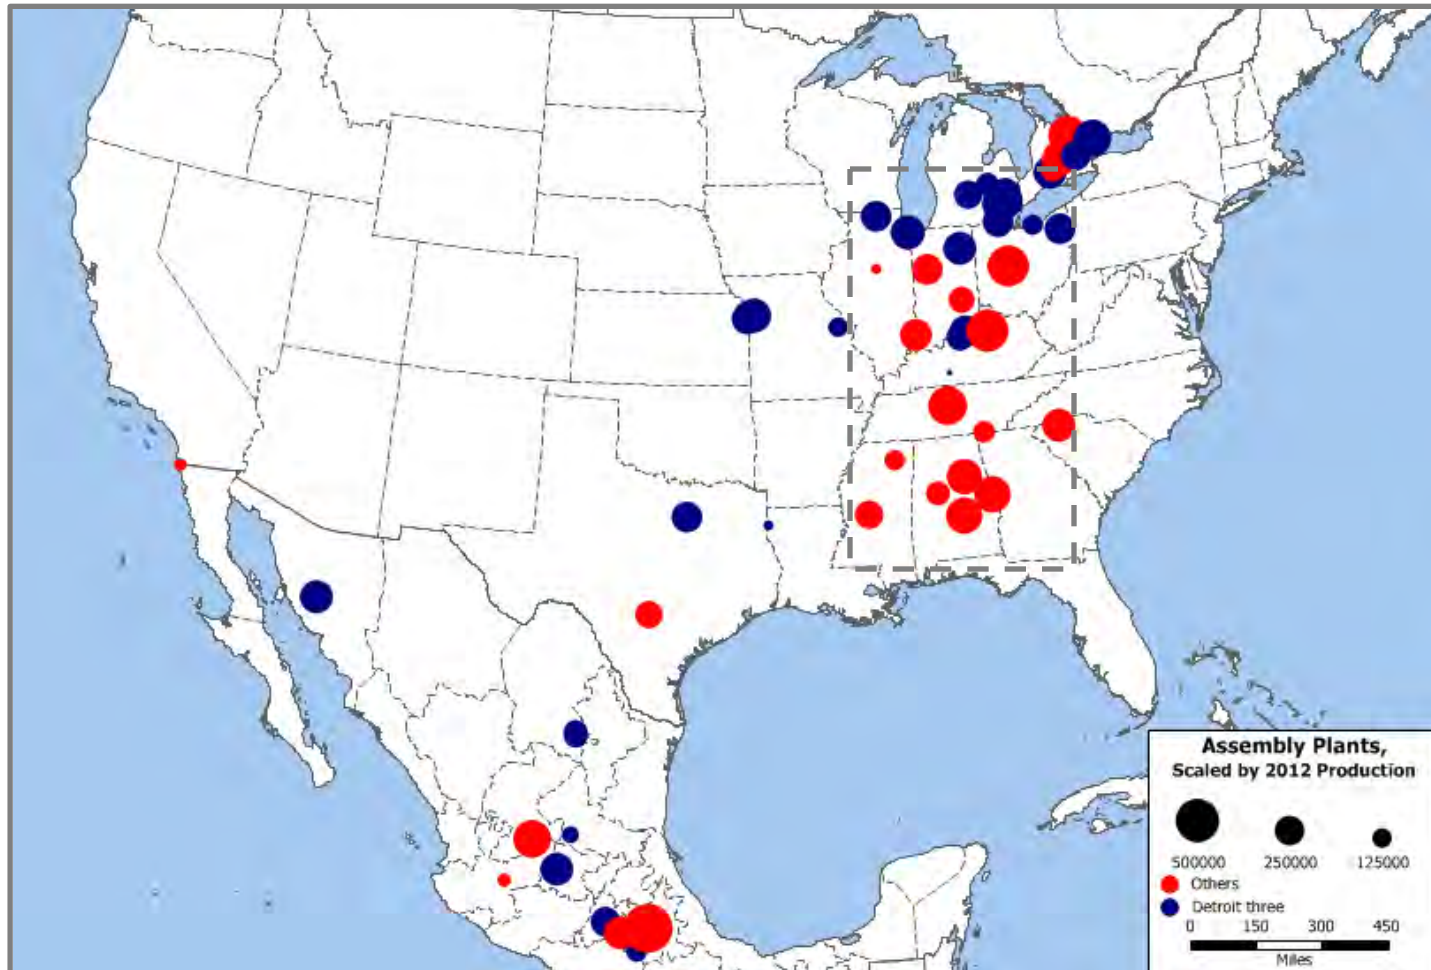 Assembly Plants,
Scaled by 2012 Production
500000 250000 125000
Others
Detroit three
0 150 300 450
Miles